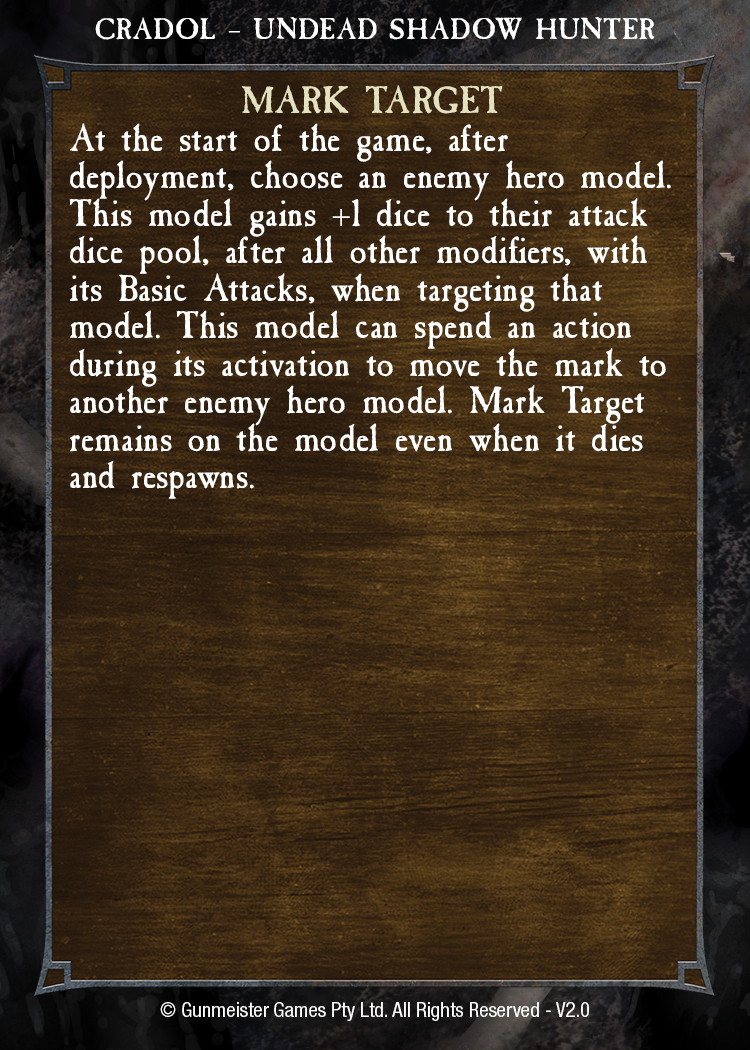 CRADOL – UNDEAD SHADOW HUNTER
MARK TARGET
At the start of the game, after
deployment, choose an enemy hero model.
This model gains +1 dice to their attack
dice pool, after all other modifiers, with
its Basic Attacks, when targeting that
model. This model can spend an action
during its activation to move the mark to
another enemy hero model. Mark Target
remains on the model even when it dies
and respawns.
© Gunmeister Games Pty Ltd. All Rights Reserved - V2.0